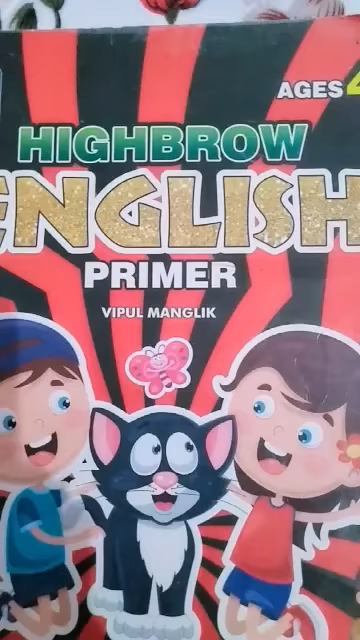 AGES 4
HIGHBROW
ENGLISH
PRIMER
VIPUL MANGLIK